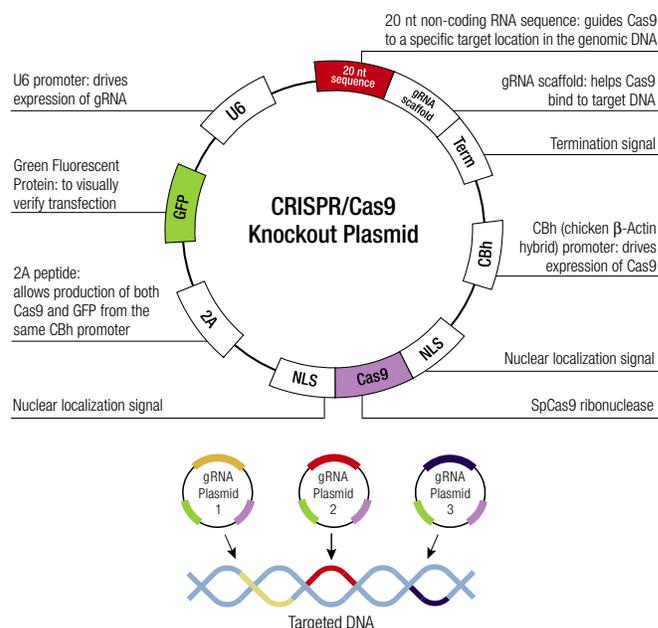 20 nt non-coding RNA sequence: guides Cas9
to a specific target location in the genomic DNA
U6 promoter: drives
expression of gRNA
20 nt
sequence
gRNA
scaffold
gRNA scaffold: helps Cas9
bind to target DNA
U6
Term
Termination signal
Green Fluorescent
Protein: to visually
verify transfection
GFP
CRISPR/Cas9
Knockout Plasmid
CBh
CBh (chicken β-Actin
hybrid) promoter: drives
expression of Cas9
2A peptide:
allows production of both
Cas9 and GFP from the
same CBh promoter
2A
NLS
Cas9
NLS
Nuclear localization signal
Nuclear localization signal
SpCas9 ribonuclease
gRNA
Plasmid
1
gRNA
Plasmid
2
gRNA
Plasmid
3
Targeted DNA